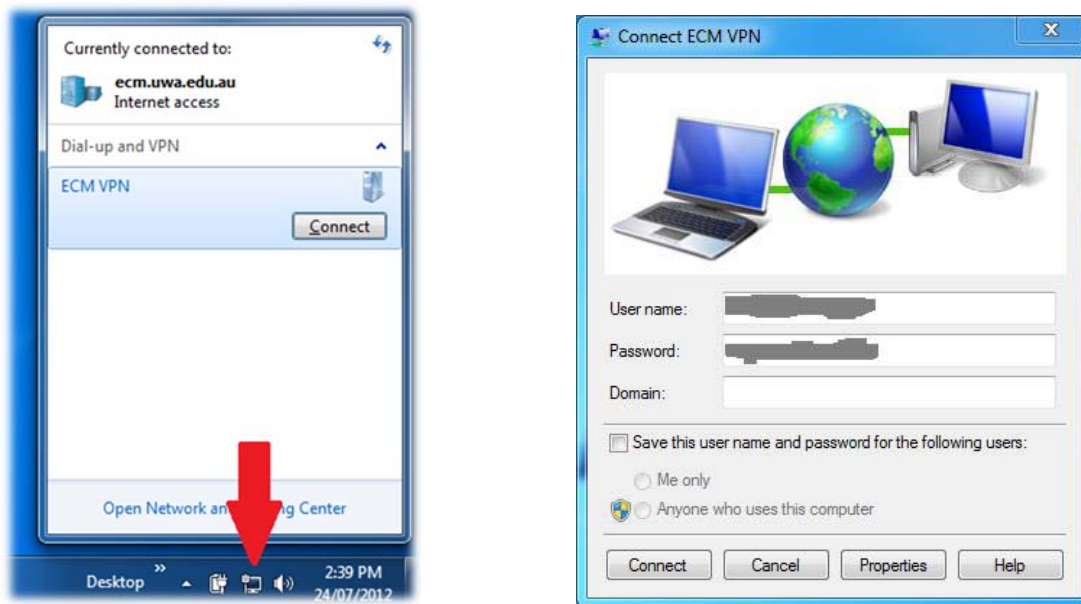 Currently connected to:
ecm.uwa.edu.au
Internet access
Dial-up and VPN
ECM VPN
Connect
Open Network an ng Center
Desktop
2:39 PM
24/07/2012
Connect ECM VPN
User name:
Password:
Domain:
Save this user name and password for the following users:
Me only
Anyone who uses this computer
Connect Cancel Properties Help